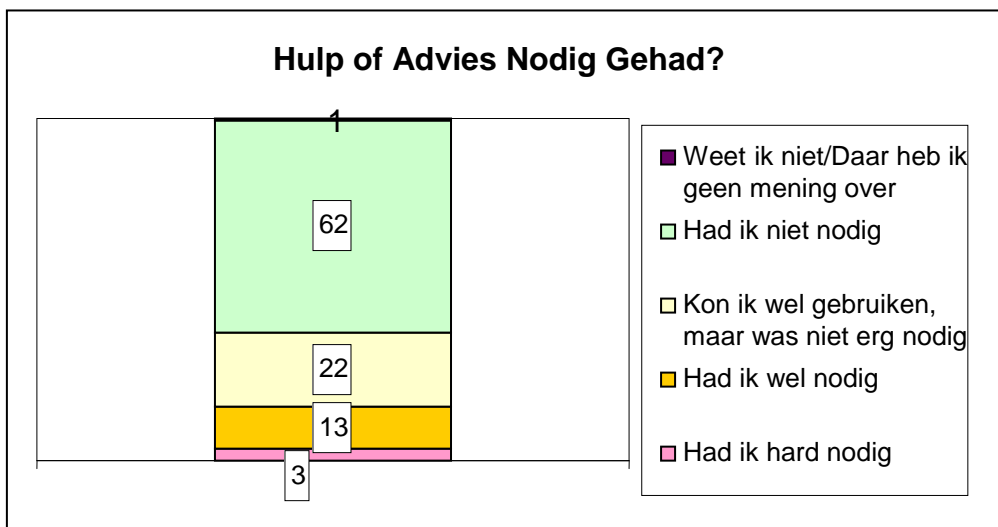 Hulp of Advies Nodig Gehad?
1
62
22
13
3
Weet ik niet/Daar heb ik
geen mening over
Had ik niet nodig
Kon ik wel gebruiken,
maar was niet erg nodig
Had ik wel nodig
Had ik hard nodig